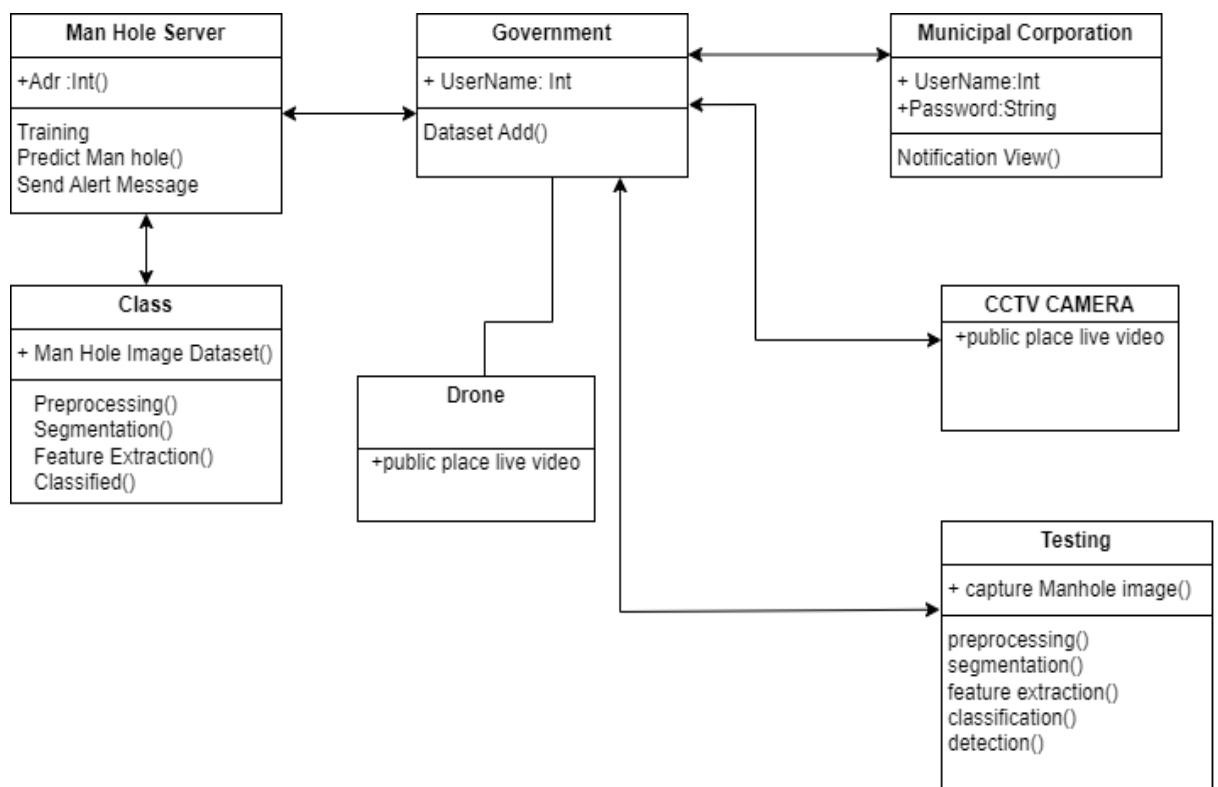 Man Hole Server
+Adr :Int()
Training
Predict Man hole()
Send Alert Message
Government
+ UserName: Int
Dataset Add()
Municipal Corporation
+ UserName:Int
+Password:String
Notification View()
Class
+ Man Hole Image Dataset()
Preprocessing()
Segmentation()
Feature Extraction()
Classified()
Drone
+public place live video
CCTV CAMERA
+public place live video
Testing
+ capture Manhole image()
preprocessing()
segmentation()
feature extraction()
classification()
detection()